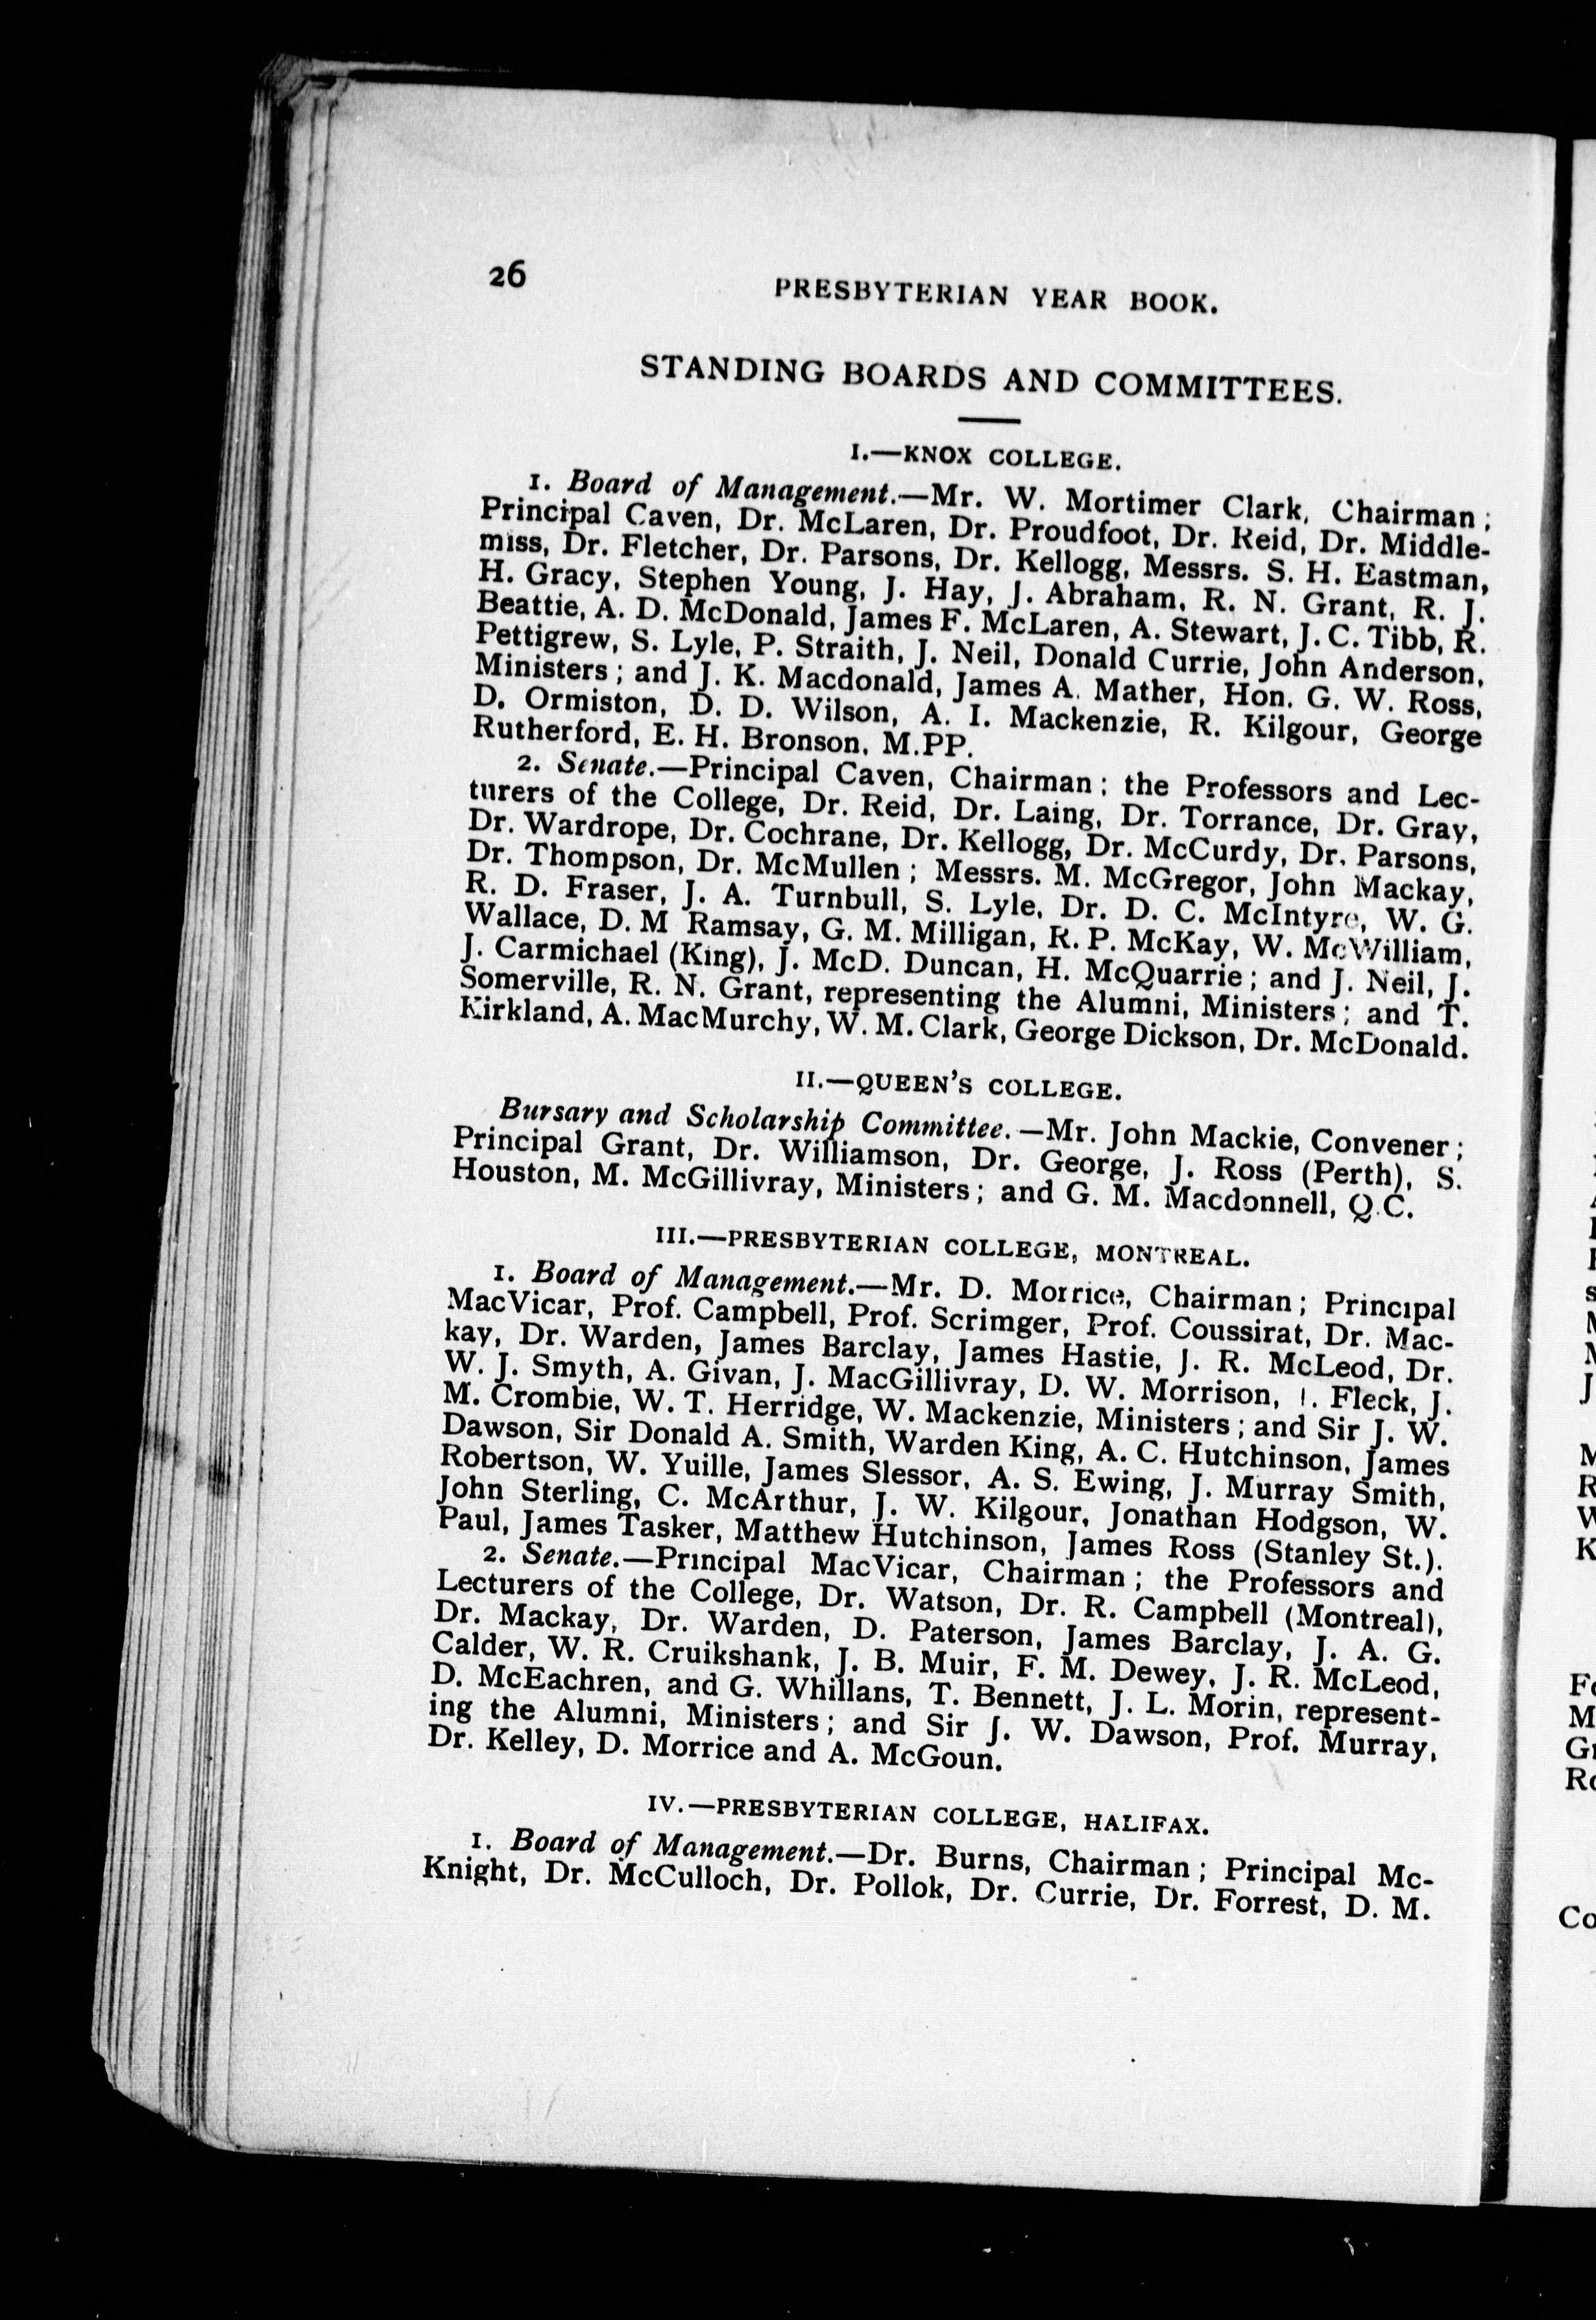 26
PRESBYTERIAN YEAR BOOK.
STANDING BOARDS AND COMMITTEES.
I.—KNOX COLLEGE.
1. Board of Management.—Mr. W. Mortimer Clark, Chairman;
Principal Caven, Dr. McLaren, Dr. Proudfoot, Dr. Reid, Dr. Middle-
miss, Dr. Fletcher, Dr. Parsons, Dr. Kellogg, Messrs. S. H. Eastman,
H. Gracy, Stephen Young, J. Hay, J. Abraham, R. N. Grant, R. J.
Beattie, A. D. McDonald, James F. McLaren, A. Stewart, J. C. Tibb, R.
Pettigrew, S. Lyle, P. Straith, J. Neil, Donald Currie, John Anderson,
Ministers; and J. K. Macdonald, James A. Mather, Hon. G. W. Ross,
D. Ormiston, D. D. Wilson, A. I. Mackenzie, R. Kilgour, George
Rutherford, E. H. Bronson, M.PP.
2. Senate.—Principal Caven, Chairman; the Professors and Lec-
turers of the College, Dr. Reid, Dr. Laing, Dr. Torrance, Dr. Gray,
Dr. Wardrope, Dr. Cochrane, Dr. Kellogg, Dr. McCurdy, Dr. Parsons,
Dr. Thompson, Dr. McMullen; Messrs. M. McGregor, John Mackay,
R. D. Fraser, J. A. Turnbull, S. Lyle, Dr. D. C. McIntyre, W. G.
Wallace, D. M Ramsay, G. M. Milligan, R. P. McKay, W. McWilliam,
J. Carmichael (King), J. McD. Duncan, H. McQuarrie; and J. Neil, J.
Somerville, R. N. Grant, representing the Alumni, Ministers; and T.
Kirkland, A. MacMurchy, W. M. Clark, George Dickson, Dr. McDonald.
II.—QUEEN'S COLLEGE.
Bursary and Scholarship Committee.—Mr. John Mackie, Convener;
Principal Grant, Dr. Williamson, Dr. George, J. Ross (Perth), S.
Houston, M. McGillivray, Ministers; and G. M. Macdonnell, Q.C.
III.—PRESBYTERIAN COLLEGE, MONTREAL.
1. Board of Management.—Mr. D. Morrice, Chairman; Principal
MacVicar, Prof. Campbell, Prof. Scrimger, Prof. Coussirat, Dr. Mac-
kay, Dr. Warden, James Barclay, James Hastie, J. R. McLeod, Dr.
W. J. Smyth, A. Givan, J. MacGillivray, D. W. Morrison, J. Fleck, J.
M. Crombie, W. T. Herridge, W. Mackenzie, Ministers; and Sir J. W.
Dawson, Sir Donald A. Smith, Warden King, A. C. Hutchinson, James
Robertson, W. Yuille, James Slessor, A. S. Ewing, J. Murray Smith,
John Sterling, C. McArthur, J. W. Kilgour, Jonathan Hodgson, W.
Paul, James Tasker, Matthew Hutchinson, James Ross (Stanley St.).
2. Senate.—Principal MacVicar, Chairman; the Professors and
Lecturers of the College, Dr. Watson, Dr. R. Campbell (Montreal),
Dr. Mackay, Dr. Warden, D. Paterson, James Barclay, J. A. G.
Calder, W. R. Cruikshank, J. B. Muir, F. M. Dewey, J. R. McLeod,
D. McEachren, and G. Whillans, T. Bennett, J. L. Morin, represent-
ing the Alumni, Ministers; and Sir J. W. Dawson, Prof. Murray,
Dr. Kelley, D. Morrice and A. McGoun.
IV.—PRESBYTERIAN COLLEGE, HALIFAX.
1. Board of Management.—Dr. Burns, Chairman; Principal Mc-
Knight, Dr. McCulloch, Dr. Pollok, Dr. Currie, Dr. Forrest, D. M.